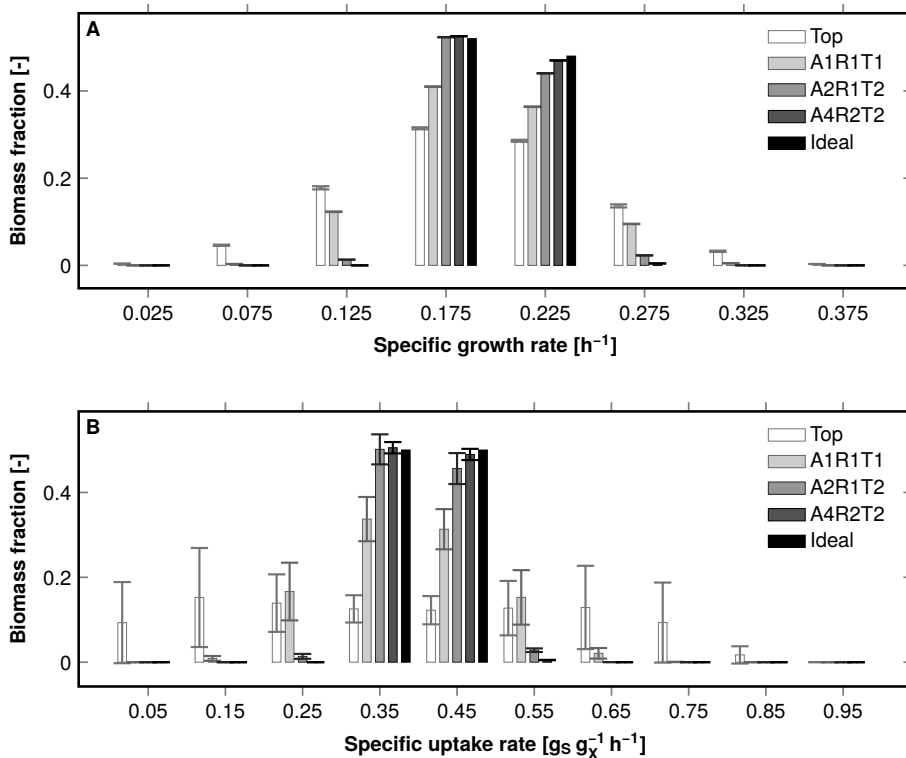 A
Top
A1R1T1
A2R1T2
A4R2T2
Ideal
Biomass fraction [-]
0.4
0.2
0
0.025 0.075 0.125 0.175 0.225 0.275 0.325 0.375
Specific growth rate [h⁻¹]
B
Top
A1R1T1
A2R1T2
A4R2T2
Ideal
Biomass fraction [-]
0.4
0.2
0
0.05 0.15 0.25 0.35 0.45 0.55 0.65 0.75 0.85 0.95
Specific uptake rate [g_S g_X⁻¹ h⁻¹]